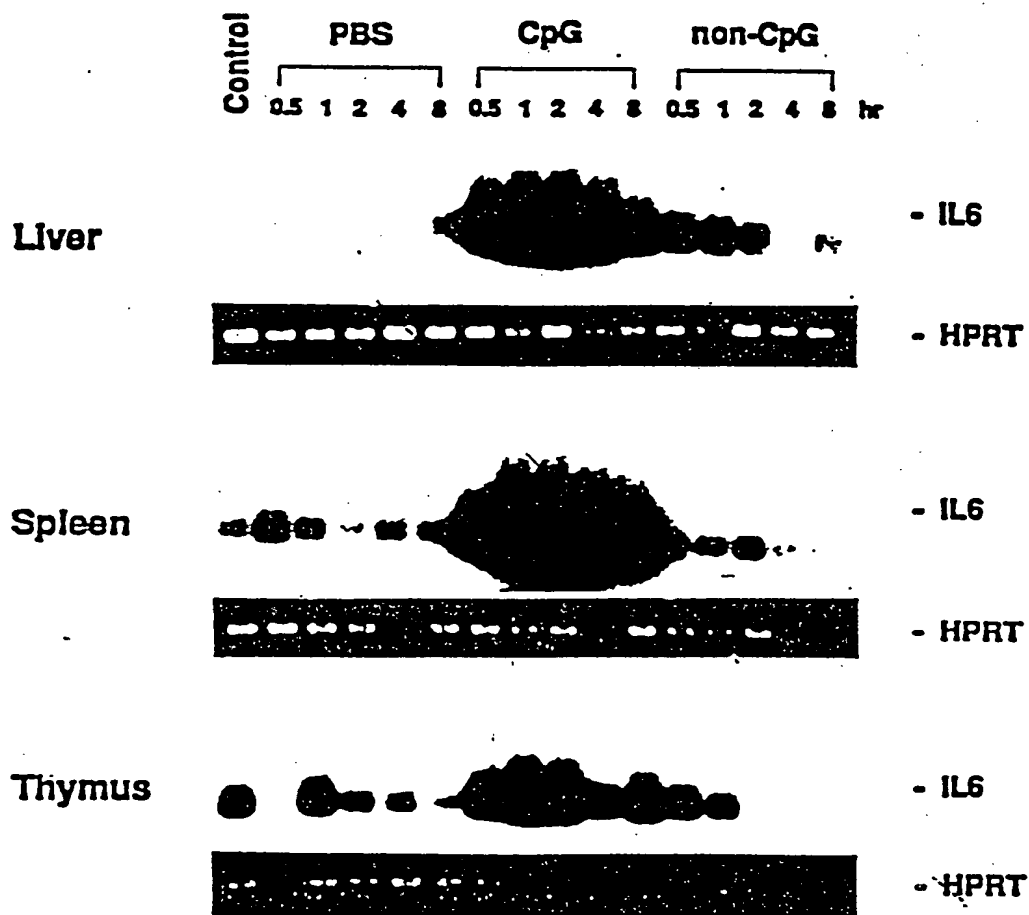 Control
PBS CpG non-CpG
0.5 1 2 4 8 0.5 1 2 4 8 0.5 1 2 4 8 hr
Liver
- IL6
- HPRT
Spleen
- IL6
- HPRT
Thymus
- IL6
- HPRT